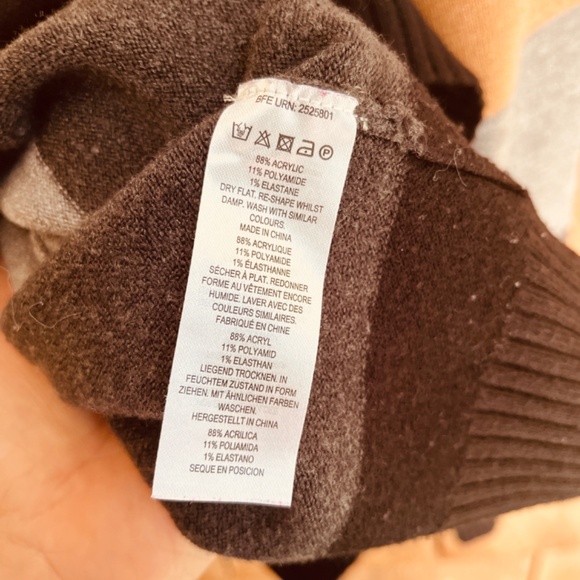 BFE URN: 2525801
P
88% ACRYLIC
11% POLYAMIDE
1% ELASTANE
DRY FLAT. RE-SHAPE WHILST
DAMP. WASH WITH SIMILAR
COLOURS.
MADE IN CHINA
88% ACRYLIQUE
11% POLYAMIDE
1% ÉLASTHANNE
SÉCHER À PLAT. REDONNER
FORME AU VÊTEMENT ENCORE
HUMIDE. LAVER AVEC DES
COULEURS SIMILAIRES.
FABRIQUÉ EN CHINE
88% ACRYL
11% POLYAMID
1% ELASTHAN
LIEGEND TROCKNEN. IN
FEUCHTEM ZUSTAND IN FORM
ZIEHEN. MIT ÄHNLICHEN FARBEN
WASCHEN.
HERGESTELLT IN CHINA
88% ACRILICA
11% POLIAMIDA
1% ELASTANO
SEQUE EN POSICION